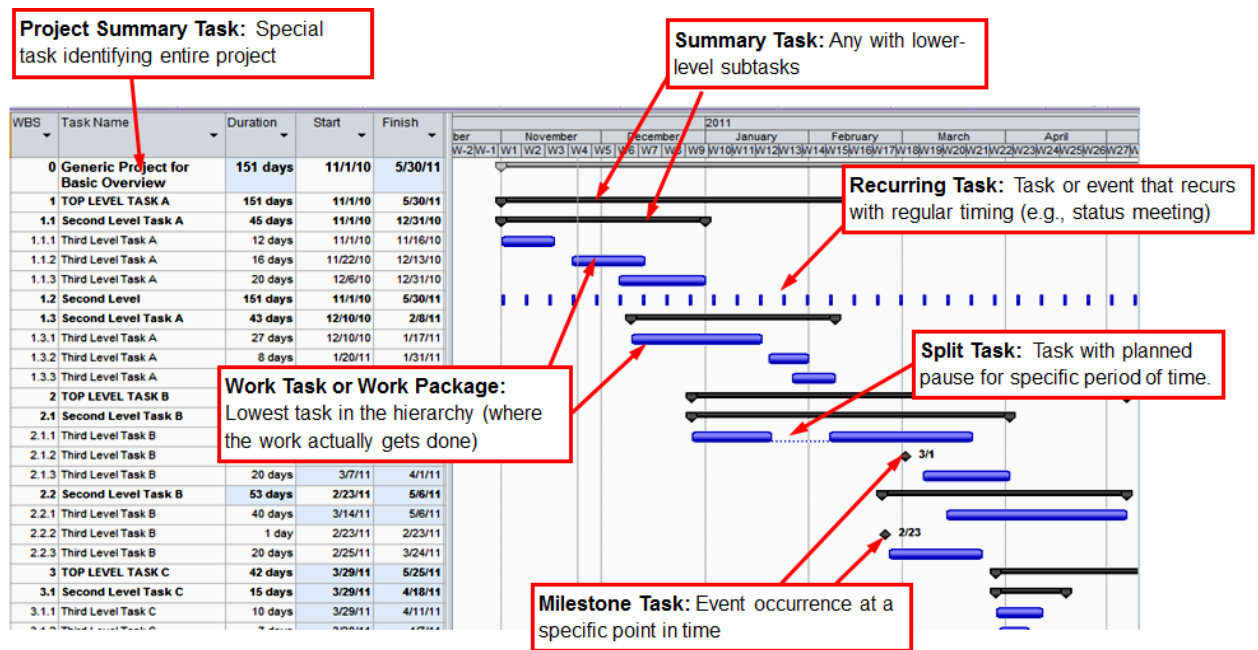 Project Summary Task: Special
task identifying entire project
Summary Task: Any with lower-
level subtasks
WBS Task Name Duration Start Finish
2011
ber November December January February March April
W-2 W-1 W1 W2 W3 W4 W5 W6 W7 W8 W9 W10 W11 W12 W13 W14 W15 W16 W17 W18 W19 W20 W21 W22 W23 W24 W25 W26 W27
0 Generic Project for 151 days 11/1/10 5/30/11
Basic Overview
1 TOP LEVEL TASK A 151 days 11/1/10 5/30/11
1.1 Second Level Task A 45 days 11/1/10 12/31/10
1.1.1 Third Level Task A 12 days 11/1/10 11/16/10
1.1.2 Third Level Task A 16 days 11/22/10 12/13/10
1.1.3 Third Level Task A 20 days 12/6/10 12/31/10
1.2 Second Level 151 days 11/1/10 5/30/11
1.3 Second Level Task A 43 days 12/10/10 2/8/11
1.3.1 Third Level Task A 27 days 12/10/10 1/17/11
1.3.2 Third Level Task A 8 days 1/20/11 1/31/11
1.3.3 Third Level Task A
2 TOP LEVEL TASK B
2.1 Second Level Task B
2.1.1 Third Level Task B
2.1.2 Third Level Task B 3/1
2.1.3 Third Level Task B 20 days 3/7/11 4/1/11
2.2 Second Level Task B 53 days 2/23/11 5/6/11
2.2.1 Third Level Task B 40 days 3/14/11 5/6/11
2.2.2 Third Level Task B 1 day 2/23/11 2/23/11 2/23
2.2.3 Third Level Task B 20 days 2/25/11 3/24/11
3 TOP LEVEL TASK C 42 days 3/29/11 5/25/11
3.1 Second Level Task C 15 days 3/29/11 4/18/11
3.1.1 Third Level Task C 10 days 3/29/11 4/11/11
Recurring Task: Task or event that recurs
with regular timing (e.g., status meeting)
Split Task: Task with planned
pause for specific period of time.
Work Task or Work Package:
Lowest task in the hierarchy (where
the work actually gets done)
Milestone Task: Event occurrence at a
specific point in time